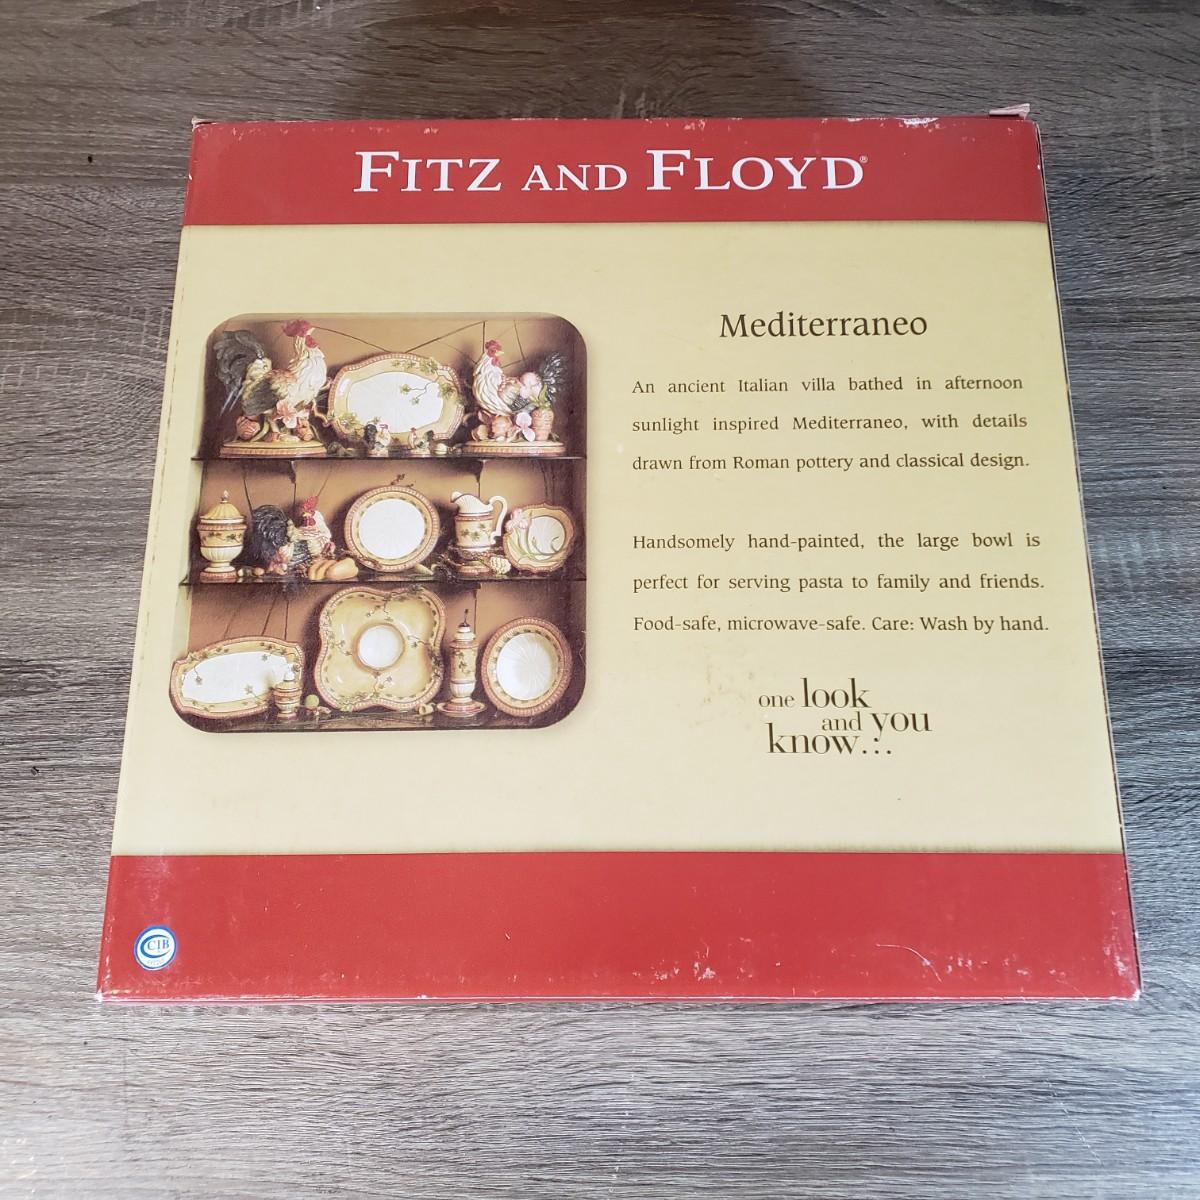 FITZ AND FLOYD®
Mediterraneo
An ancient Italian villa bathed in afternoon
sunlight inspired Mediterraneo, with details
drawn from Roman pottery and classical design.
Handsomely hand-painted, the large bowl is
perfect for serving pasta to family and friends.
Food-safe, microwave-safe. Care: Wash by hand.
one look
and you
know...
CIB